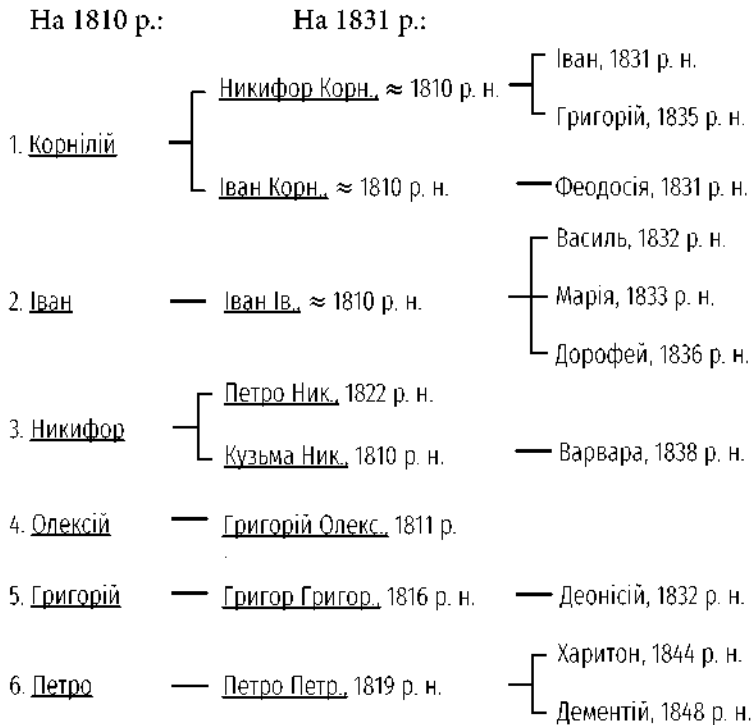 На 1810 р.: На 1831 р.:
Іван, 1831 р. н.
Никифор Корн., ≈ 1810 р. н.
Григорій, 1835 р. н.
1. Корнілій
Іван Корн., ≈ 1810 р. н. Феодосія, 1831 р. н.
Василь, 1832 р. н.
2. Іван Іван Ів., ≈ 1810 р. н. Марія, 1833 р. н.
Дорофей, 1836 р. н.
Петро Ник., 1822 р. н.
3. Никифор
Кузьма Ник., 1810 р. н. Варвара, 1838 р. н.
4. Олексій Григорій Олекс., 1811 р.
5. Григорій Григор Григор., 1816 р. н. Деонісій, 1832 р. н.
Харитон, 1844 р. н.
6. Петро Петро Петр., 1819 р. н.
Дементій, 1848 р. н.